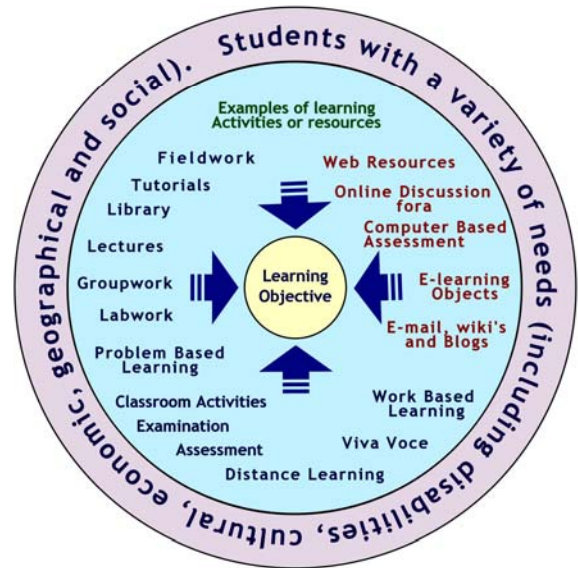 Students with a variety of needs (including disabilities, cultural, economic, geographical and social).
Examples of learning
Activities or resources
Fieldwork
Tutorials
Library
Lectures
Groupwork
Labwork
Problem Based
Learning
Classroom Activities
Examination
Assessment
Distance Learning
Viva Voce
Work Based
Learning
Web Resources
Online Discussion
fora
Computer Based
Assessment
E-learning
Objects
E-mail, wiki's
and Blogs
Learning
Objective